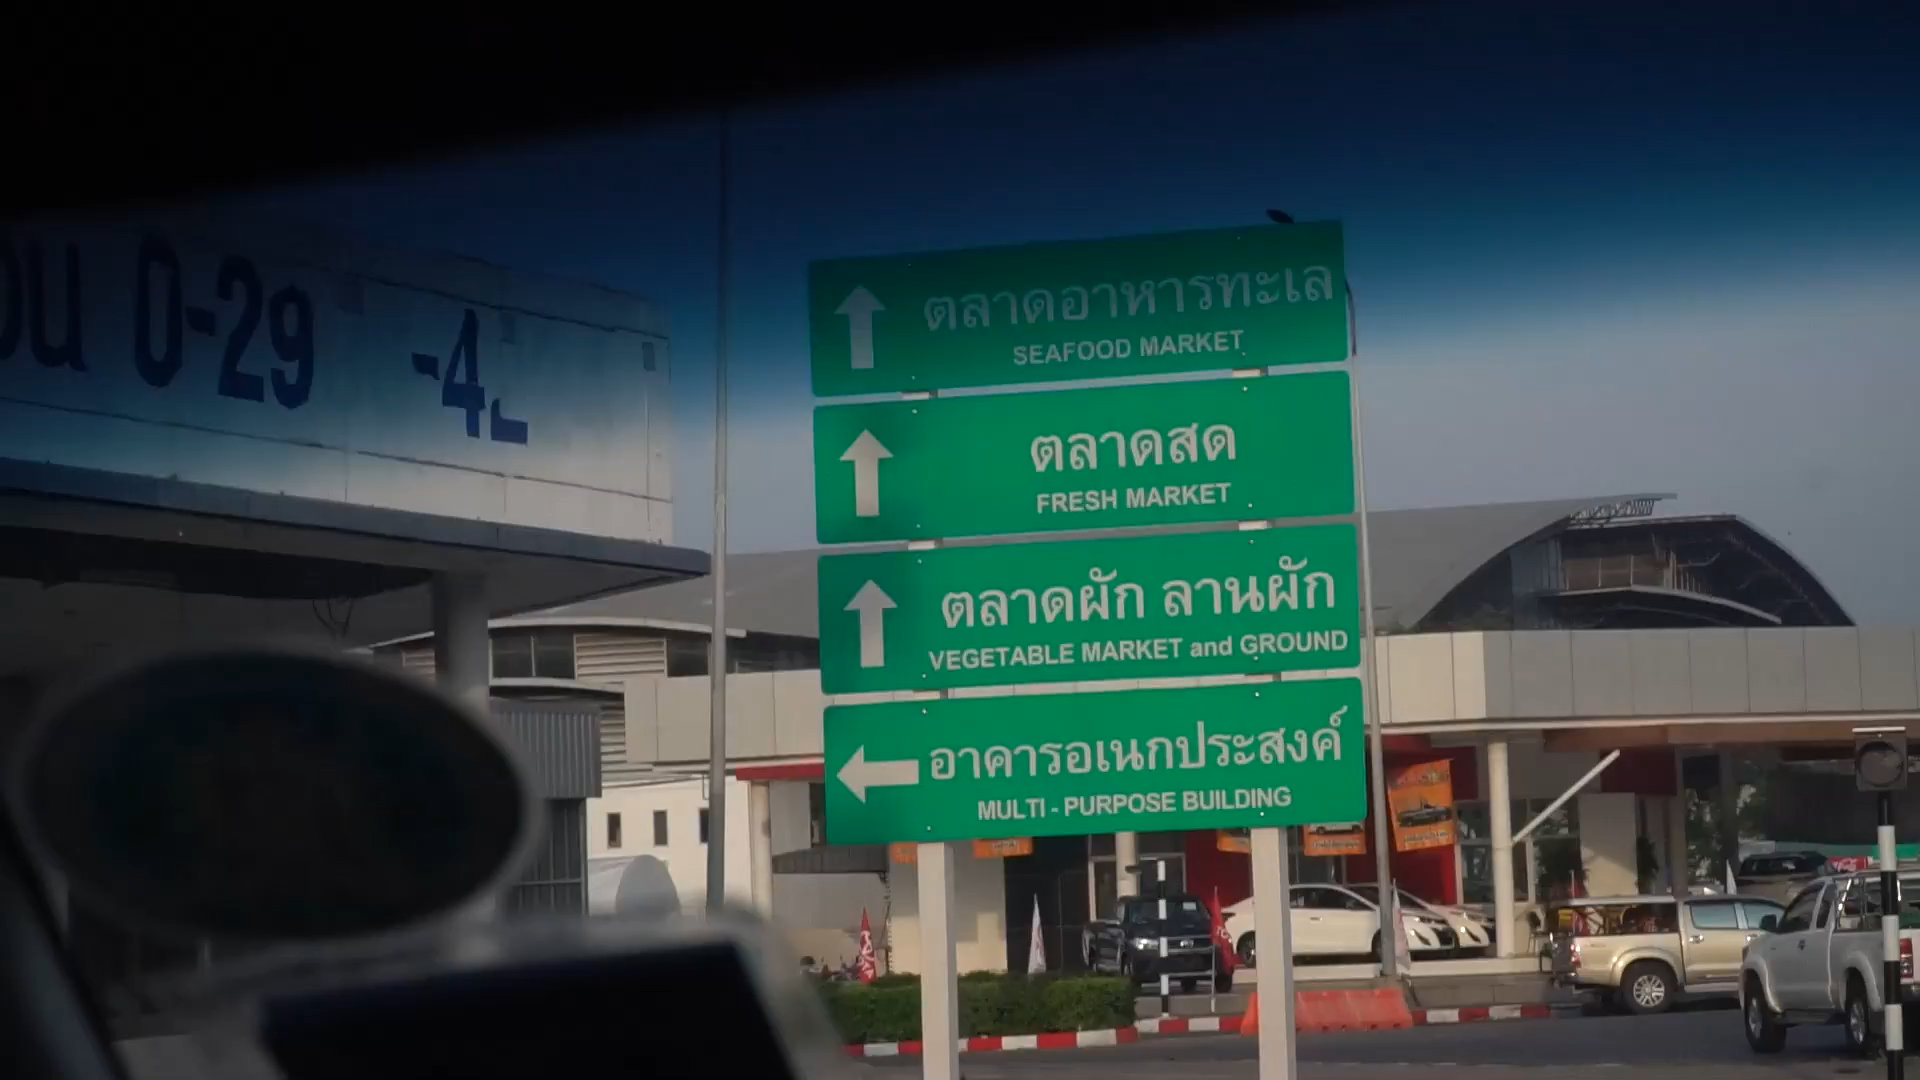 0-29
ตลาดอาหารทะเล
SEAFOOD MARKET
ตลาดสด
FRESH MARKET
ตลาดผัก ลานผัก
VEGETABLE MARKET and GROUND
อาคารอเนกประสงค์
MULTI - PURPOSE BUILDING